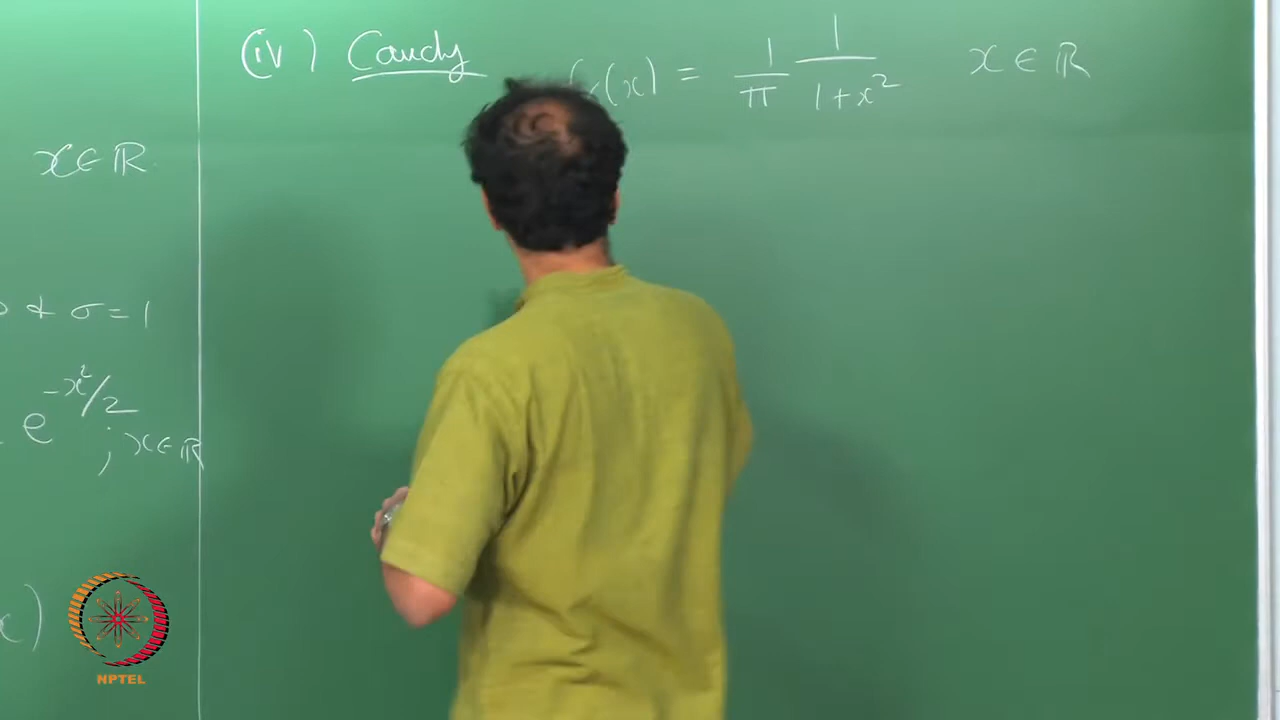 x ∈ ℝ
& σ = 1
e^{-x²/2} ; x ∈ ℝ
x)
(iv) Cauchy (x) = 1/π 1/(1+x²) x ∈ ℝ
NPTEL